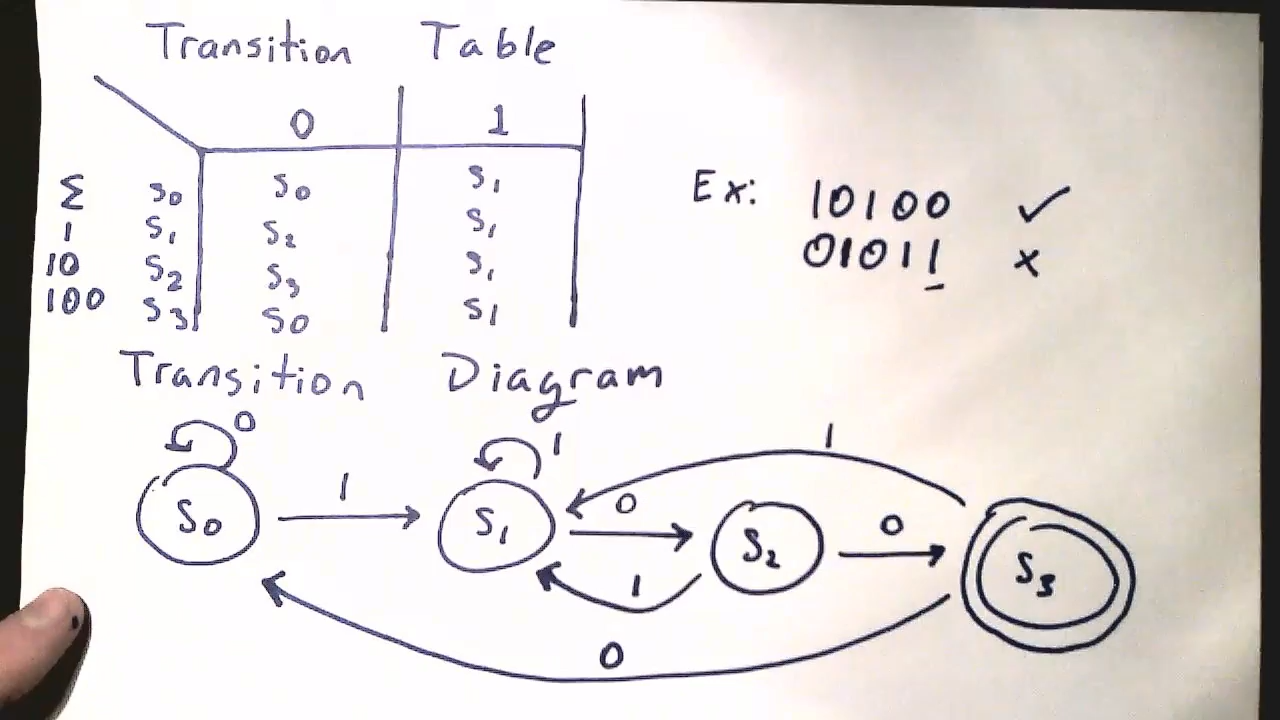 Transition Table
0 1
Σ S0 S0 S1
1 S1 S2 S1
10 S2 S3 S1
100 S3 S0 S1
Ex: 10100 ✓
01011 x
Transition Diagram
0 1 1
1 0 0
S0 S1 S2 S3
1
0